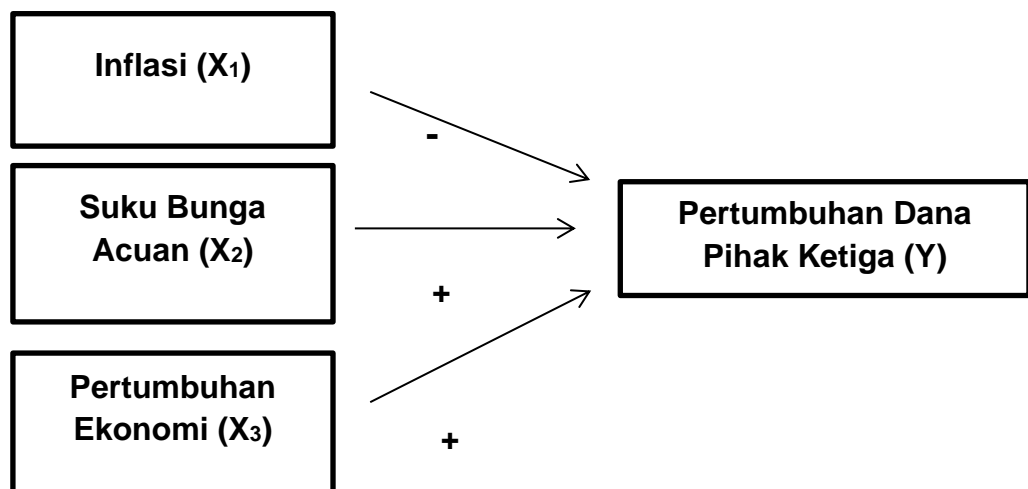 Inflasi (X₁)
-
Suku Bunga
Acuan (X₂)
+
Pertumbuhan
Ekonomi (X₃)
+
Pertumbuhan Dana
Pihak Ketiga (Y)